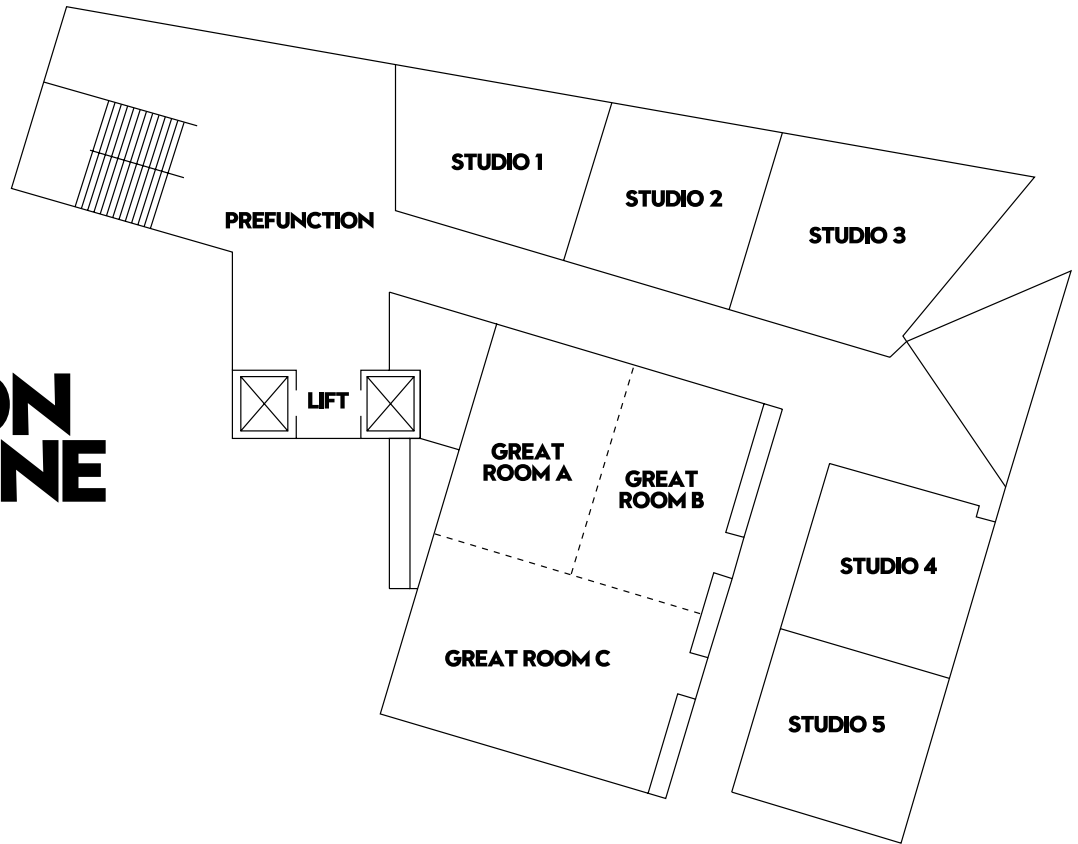 STUDIO 1
STUDIO 2
PREFUNCTION
STUDIO 3
LIFT
ON
NE
GREAT
ROOM A
GREAT
ROOM B
STUDIO 4
GREAT ROOM C
STUDIO 5